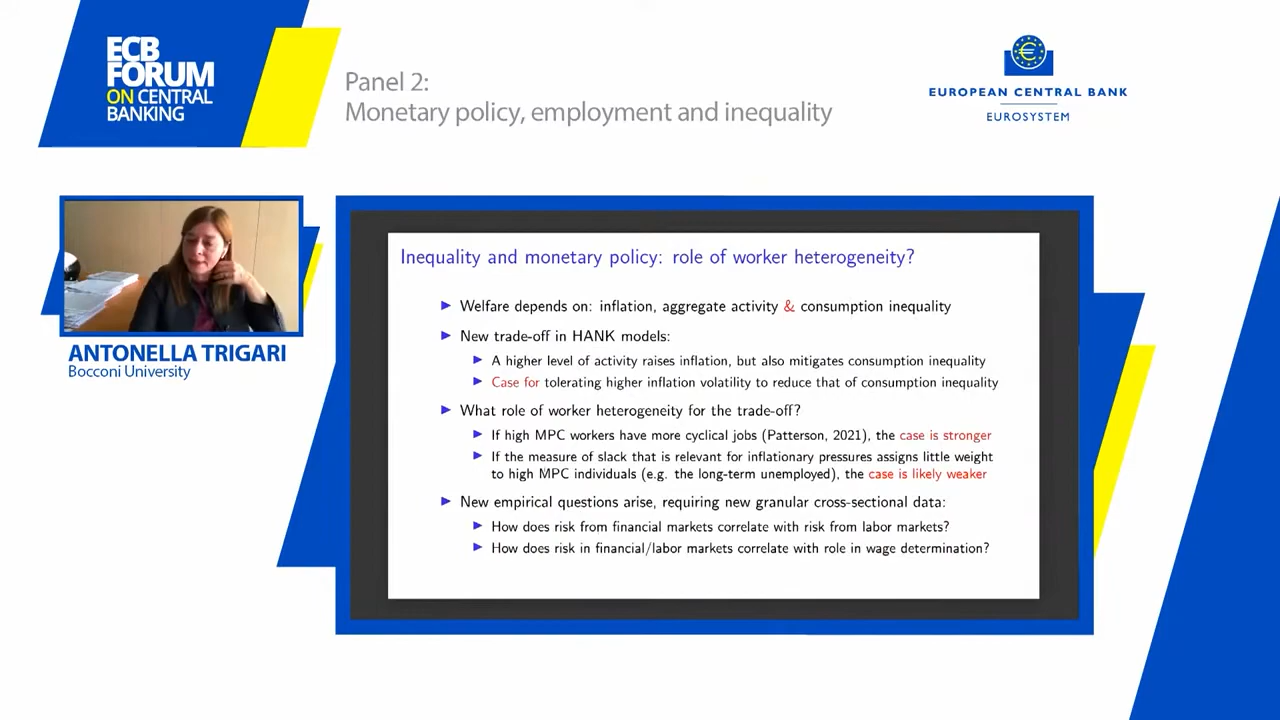 ECB
FORUM
ON CENTRAL
BANKING
Panel 2:
Monetary policy, employment and inequality
EUROPEAN CENTRAL BANK
EUROSYSTEM
ANTONELLA TRIGARI
Bocconi University
Inequality and monetary policy: role of worker heterogeneity?
Welfare depends on: inflation, aggregate activity & consumption inequality
New trade-off in HANK models:
A higher level of activity raises inflation, but also mitigates consumption inequality
Case for tolerating higher inflation volatility to reduce that of consumption inequality
What role of worker heterogeneity for the trade-off?
If high MPC workers have more cyclical jobs (Patterson, 2021), the case is stronger
If the measure of slack that is relevant for inflationary pressures assigns little weight
to high MPC individuals (e.g. the long-term unemployed), the case is likely weaker
New empirical questions arise, requiring new granular cross-sectional data:
How does risk from financial markets correlate with risk from labor markets?
How does risk in financial/labor markets correlate with role in wage determination?